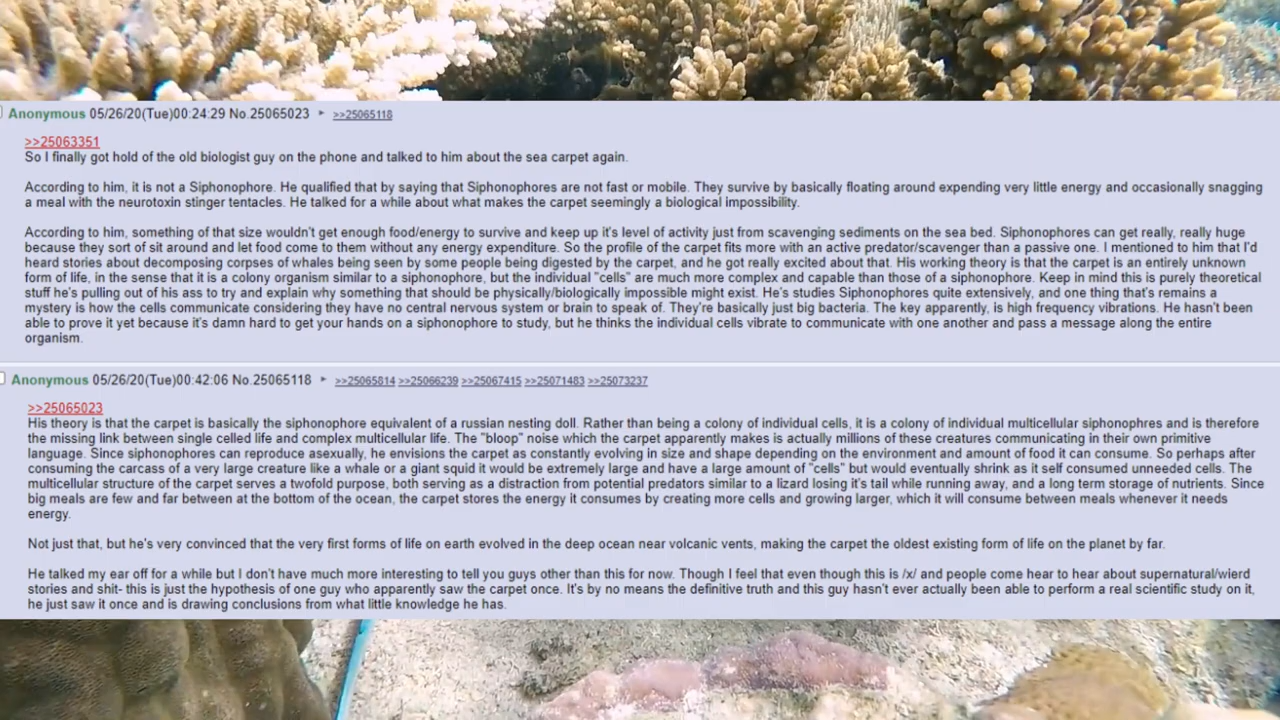 Anonymous 05/26/20(Tue)00:24:29 No.25065023 ▸ >>25065118
>>25063351
So I finally got hold of the old biologist guy on the phone and talked to him about the sea carpet again.
According to him, it is not a Siphonophore. He qualified that by saying that Siphonophores are not fast or mobile. They survive by basically floating around expending very little energy and occasionally snagging
a meal with the neurotoxin stinger tentacles. He talked for a while about what makes the carpet seemingly a biological impossibility.
According to him, something of that size wouldn't get enough food/energy to survive and keep up it's level of activity just from scavenging sediments on the sea bed. Siphonophores can get really, really huge
because they sort of sit around and let food come to them without any energy expenditure. So the profile of the carpet fits more with an active predator/scavenger than a passive one. I mentioned to him that I'd
heard stories about decomposing corpses of whales being seen by some people being digested by the carpet, and he got really excited about that. His working theory is that the carpet is an entirely unknown
form of life, in the sense that it is a colony organism similar to a siphonophore, but the individual "cells" are much more complex and capable than those of a siphonophore. Keep in mind this is purely theoretical
stuff he's pulling out of his ass to try and explain why something that should be physically/biologically impossible might exist. He's studies Siphonophores quite extensively, and one thing that's remains a
mystery is how the cells communicate considering they have no central nervous system or brain to speak of. They're basically just big bacteria. The key apparently, is high frequency vibrations. He hasn't been
able to prove it yet because it's damn hard to get your hands on a siphonophore to study, but he thinks the individual cells vibrate to communicate with one another and pass a message along the entire
organism.
Anonymous 05/26/20(Tue)00:42:06 No.25065118 ▸ >>25065814 >>25066239 >>25067415 >>25071483 >>25073237
>>25065023
His theory is that the carpet is basically the siphonophore equivalent of a russian nesting doll. Rather than being a colony of individual cells, it is a colony of individual multicellular siphonophres and is therefore
the missing link between single celled life and complex multicellular life. The "bloop" noise which the carpet apparently makes is actually millions of these creatures communicating in their own primitive
language. Since siphonophores can reproduce asexually, he envisions the carpet as constantly evolving in size and shape depending on the environment and amount of food it can consume. So perhaps after
consuming the carcass of a very large creature like a whale or a giant squid it would be extremely large and have a large amount of "cells" but would eventually shrink as it self consumed unneeded cells. The
multicellular structure of the carpet serves a twofold purpose, both serving as a distraction from potential predators similar to a lizard losing it's tail while running away, and a long term storage of nutrients. Since
big meals are few and far between at the bottom of the ocean, the carpet stores the energy it consumes by creating more cells and growing larger, which it will consume between meals whenever it needs
energy.
Not just that, but he's very convinced that the very first forms of life on earth evolved in the deep ocean near volcanic vents, making the carpet the oldest existing form of life on the planet by far.
He talked my ear off for a while but I don't have much more interesting to tell you guys other than this for now. Though I feel that even though this is /x/ and people come hear to hear about supernatural/wierd
stories and shit- this is just the hypothesis of one guy who apparently saw the carpet once. It's by no means the definitive truth and this guy hasn't ever actually been able to perform a real scientific study on it,
he just saw it once and is drawing conclusions from what little knowledge he has.